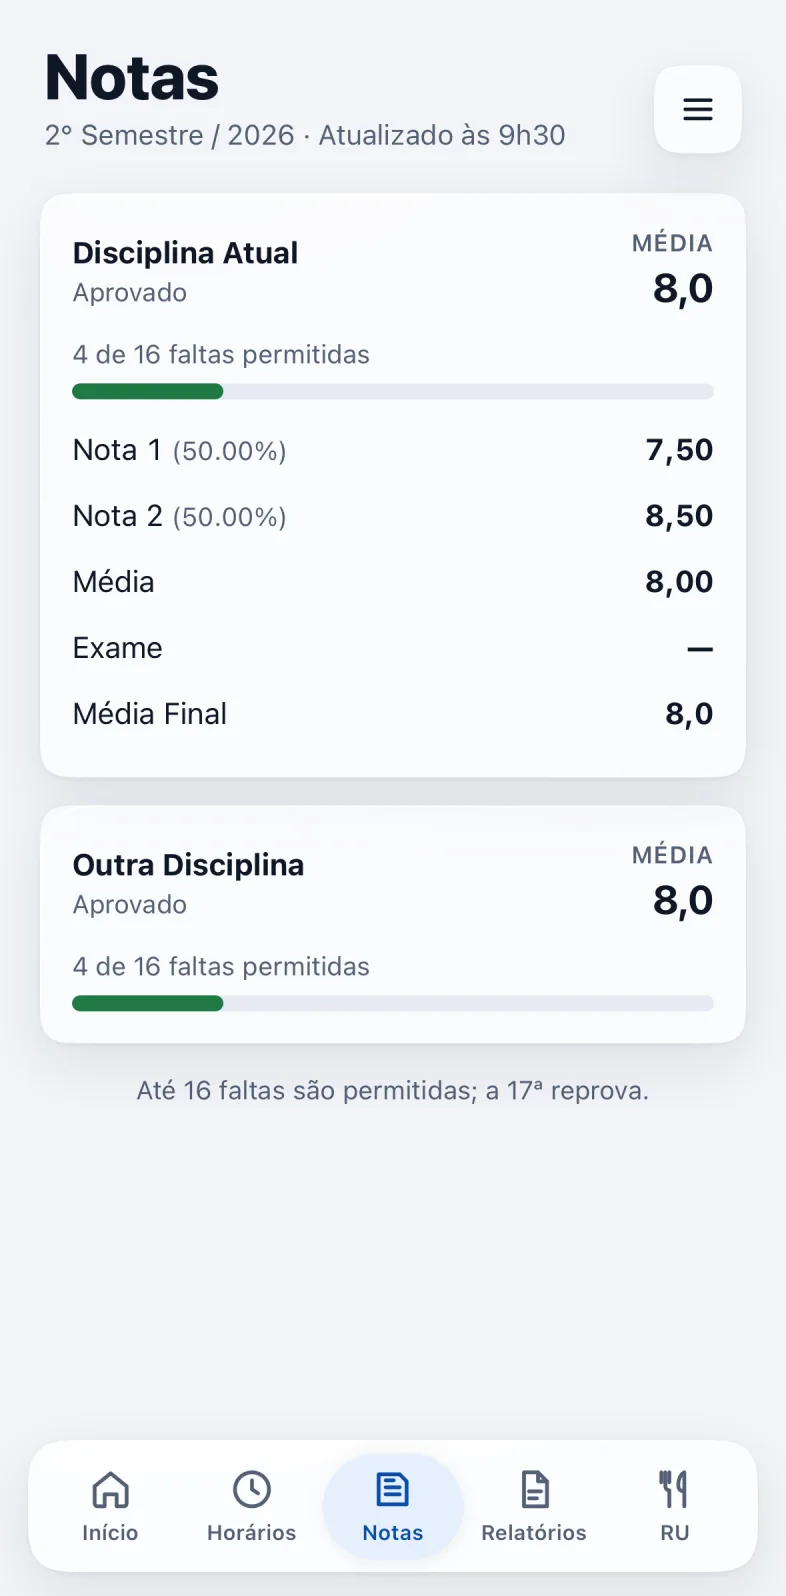 Notas
2° Semestre / 2026 · Atualizado às 9h30
Disciplina Atual
Aprovado
MÉDIA
8,0
4 de 16 faltas permitidas
Nota 1 (50.00%) 7,50
Nota 2 (50.00%) 8,50
Média 8,00
Exame —
Média Final 8,0
Outra Disciplina
Aprovado
MÉDIA
8,0
4 de 16 faltas permitidas
Até 16 faltas são permitidas; a 17ª reprova.
Início Horários Notas Relatórios RU